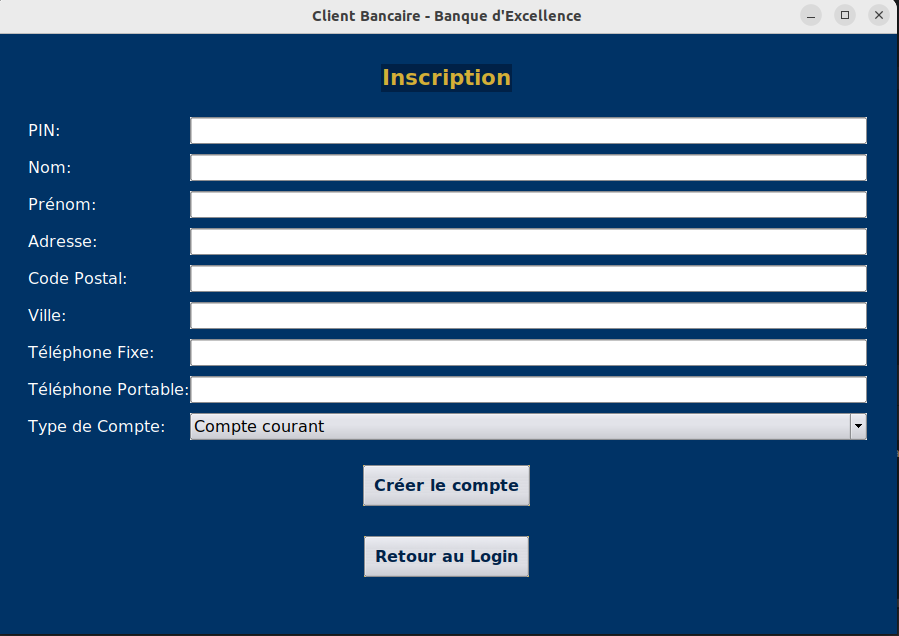 Client Bancaire - Banque d'Excellence
Inscription
PIN:
Nom:
Prénom:
Adresse:
Code Postal:
Ville:
Téléphone Fixe:
Téléphone Portable:
Type de Compte: Compte courant
Créer le compte
Retour au Login